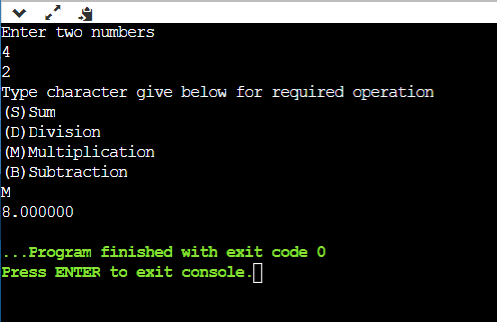 Enter two numbers
4
2
Type character give below for required operation
(S)Sum
(D)Division
(M)Multiplication
(B)Subtraction
M
8.000000
...Program finished with exit code 0
Press ENTER to exit console.